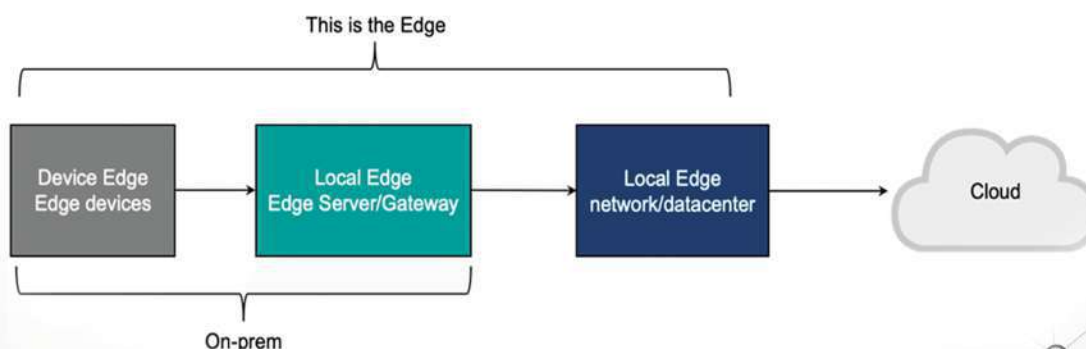 This is the Edge
Device Edge
Edge devices
Local Edge
Edge Server/Gateway
Local Edge
network/datacenter
Cloud
On-prem